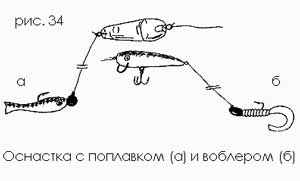 рис. 34
а
б
Оснастка с поплавком (а) и воблером (б)